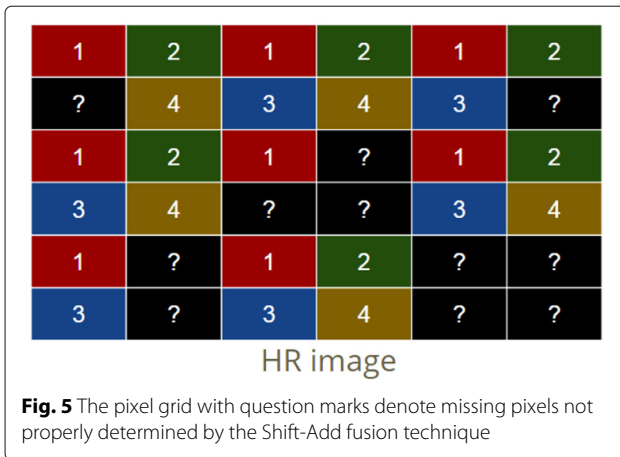 1 2 1 2 1 2
? 4 3 4 3 ?
1 2 1 ? 1 2
3 4 ? ? 3 4
1 ? 1 2 ? ?
3 ? 3 4 ? ?
HR image
Fig. 5 The pixel grid with question marks denote missing pixels not
properly determined by the Shift-Add fusion technique